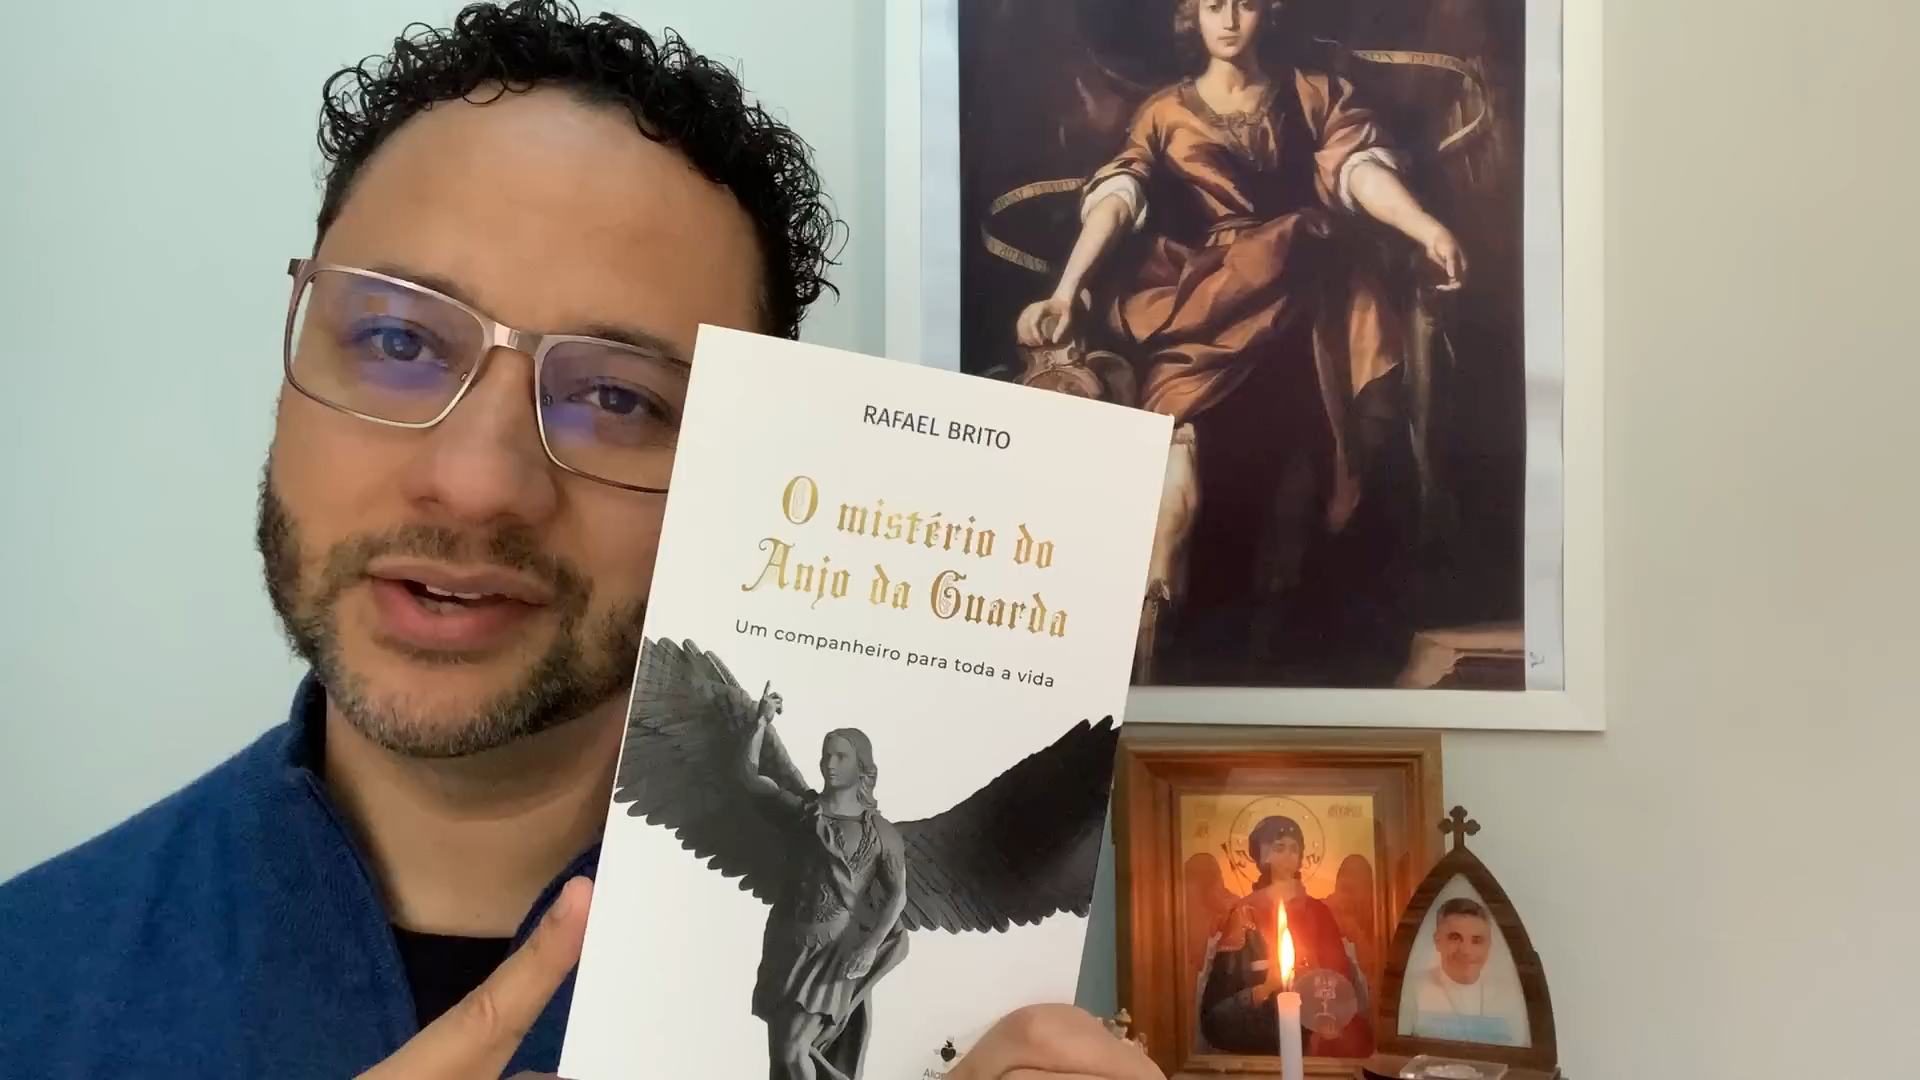 RAFAEL BRITO
O mistério do
Anjo da Guarda
Um companheiro para toda a vida